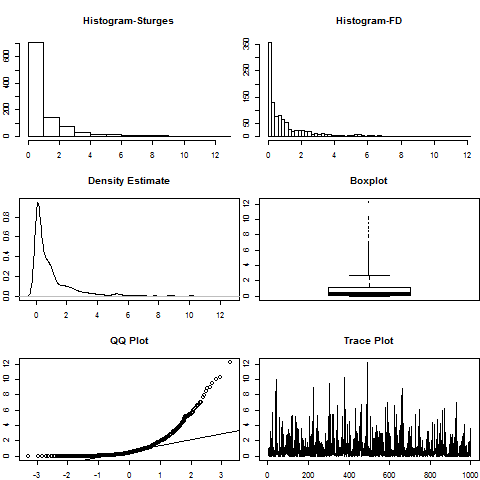 Histogram-Sturges
0 200 400 600
0 2 4 6 8 10 12
Histogram-FD
0 50 150 250 350
0 2 4 6 8 10 12
Density Estimate
0.0 0.2 0.4 0.6 0.8
0 2 4 6 8 10 12
Boxplot
0 2 4 6 8 10 12
QQ Plot
0 2 4 6 8 10 12
-3 -2 -1 0 1 2 3
Trace Plot
0 2 4 6 8 10 12
0 200 400 600 800 1000